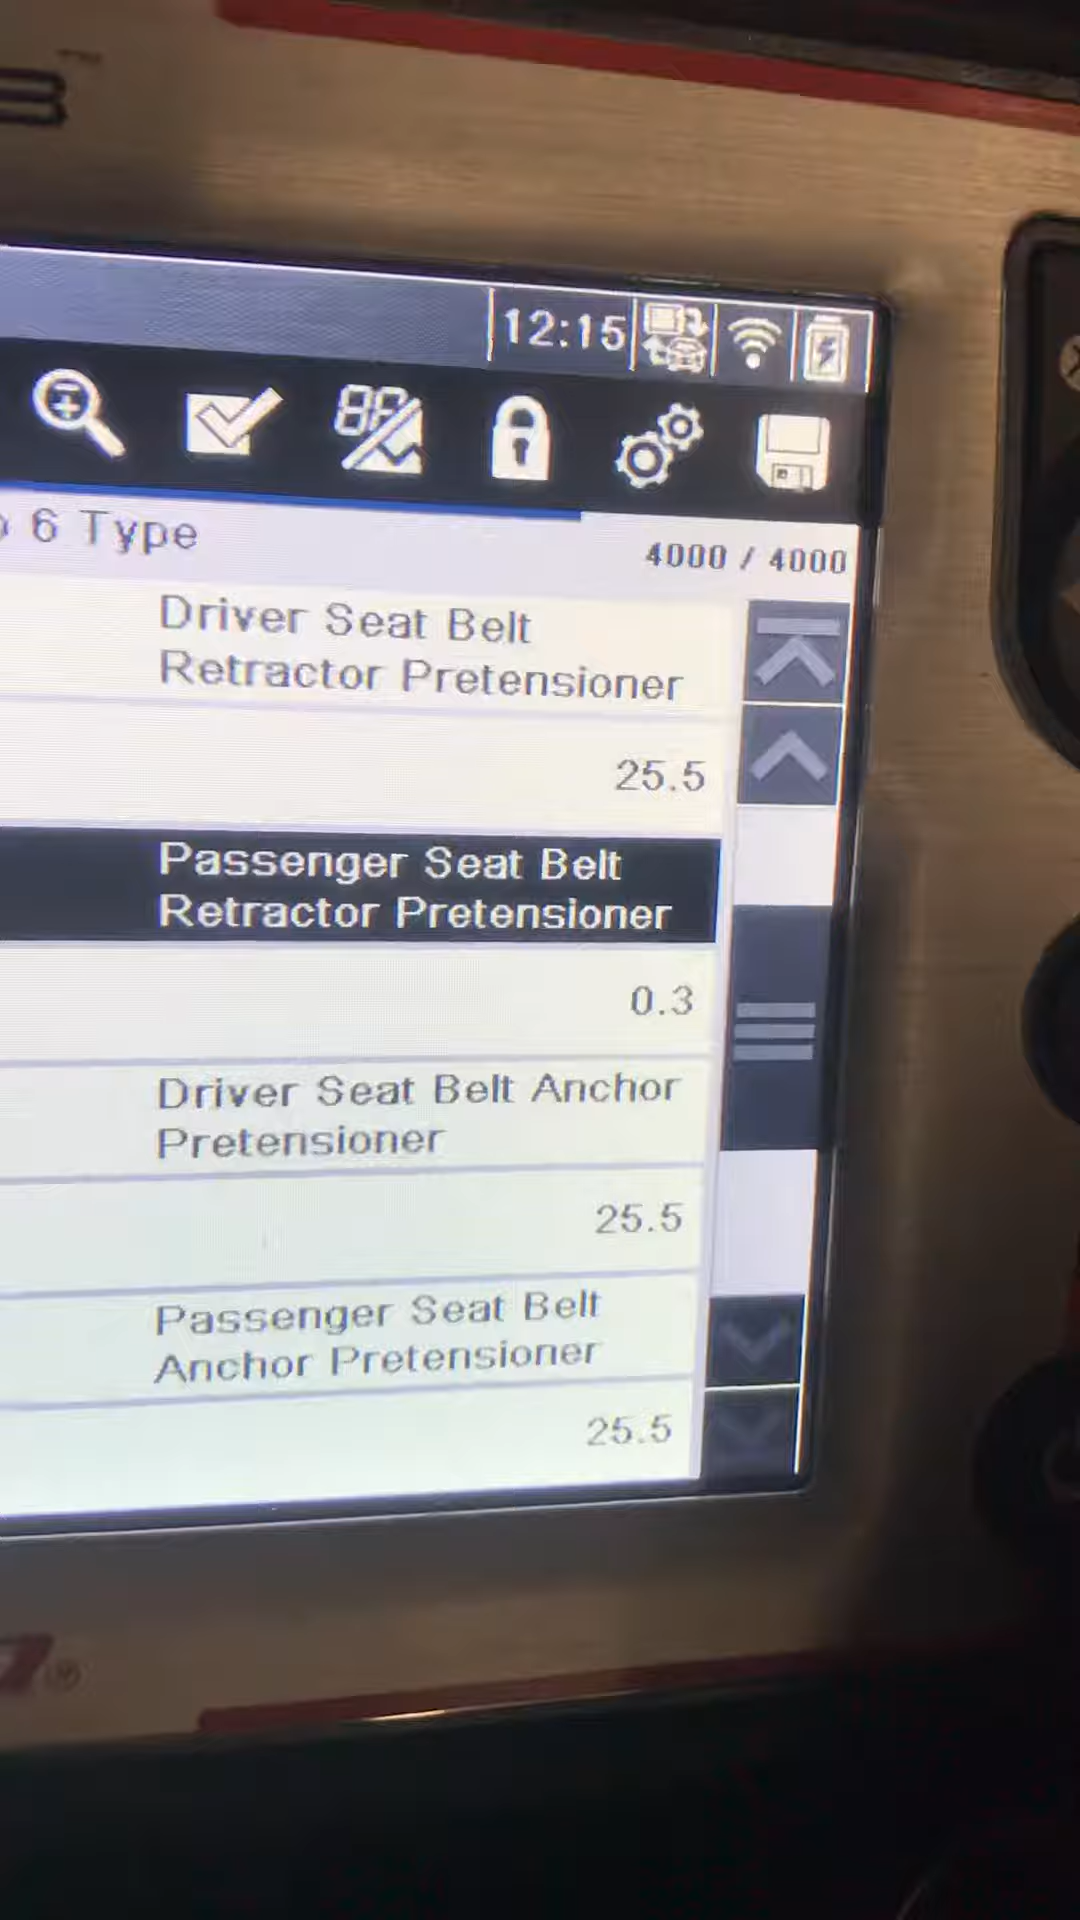 12:15
6 Type
4000 / 4000
Driver Seat Belt
Retractor Pretensioner
25.5
Passenger Seat Belt
Retractor Pretensioner
0.3
Driver Seat Belt Anchor
Pretensioner
25.5
Passenger Seat Belt
Anchor Pretensioner
25.5